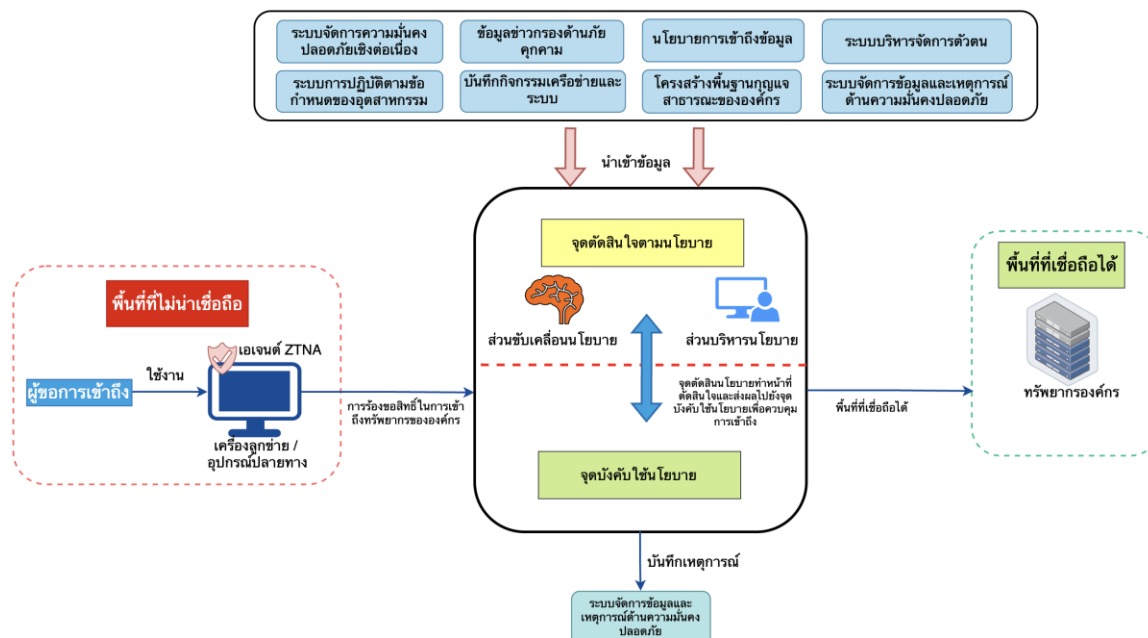 ระบบจัดการความมั่นคง
ปลอดภัยเชิงต่อเนื่อง
ข้อมูลข่าวกรองด้านภัย
คุกคาม
นโยบายการเข้าถึงข้อมูล
ระบบบริหารจัดการตัวตน
ระบบการปฏิบัติตามข้อ
กำหนดของอุตสาหกรรม
บันทึกกิจกรรมเครือข่ายและ
ระบบ
โครงสร้างพื้นฐานกุญแจ
สาธารณะขององค์กร
ระบบจัดการข้อมูลและเหตุการณ์
ด้านความมั่นคงปลอดภัย
นำเข้าข้อมูล
จุดตัดสินใจตามนโยบาย
ส่วนขับเคลื่อนนโยบาย
ส่วนบริหารนโยบาย
จุดตัดสินนโยบายทำหน้าที่
ตัดสินใจและส่งผลไปยังจุด
บังคับใช้นโยบายเพื่อควบคุม
การเข้าถึง
จุดบังคับใช้นโยบาย
พื้นที่ที่ไม่น่าเชื่อถือ
เอเจนต์ ZTNA
ผู้ขอการเข้าถึง
ใช้งาน
เครื่องลูกข่าย /
อุปกรณ์ปลายทาง
การร้องขอสิทธิ์ในการเข้า
ถึงทรัพยากรขององค์กร
พื้นที่ที่เชื่อถือได้
พื้นที่ที่เชื่อถือได้
ทรัพยากรองค์กร
บันทึกเหตุการณ์
ระบบจัดการข้อมูลและ
เหตุการณ์ด้านความมั่นคง
ปลอดภัย